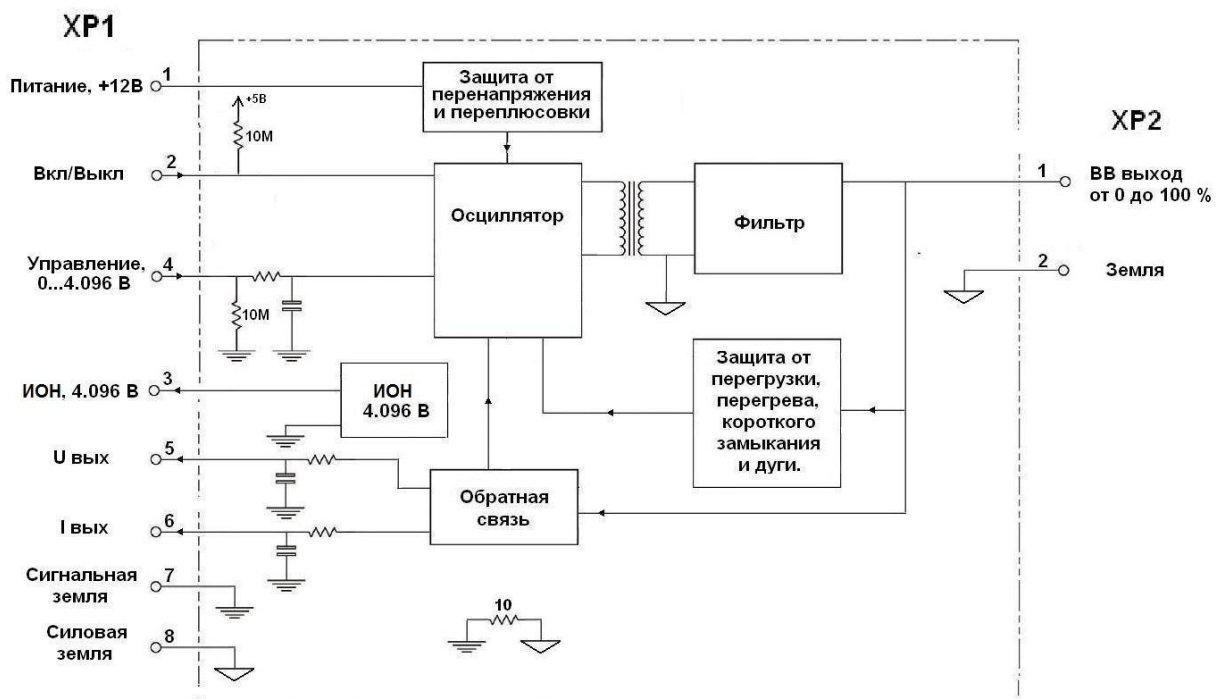 XP1
Питание, +12В
1
+5В
10М
Вкл/Выкл
2
Управление,
0...4.096 В
4
10М
ИОН, 4.096 В
3
U вых
5
I вых
6
Сигнальная
земля
7
Силовая
земля
8
Защита от
перенапряжения
и переплюсовки
Осциллятор
ИОН
4.096 В
Обратная
связь
10
Фильтр
Защита от
перегрузки,
перегрева,
короткого
замыкания
и дуги.
XP2
1
ВВ выход
от 0 до 100 %
2
Земля